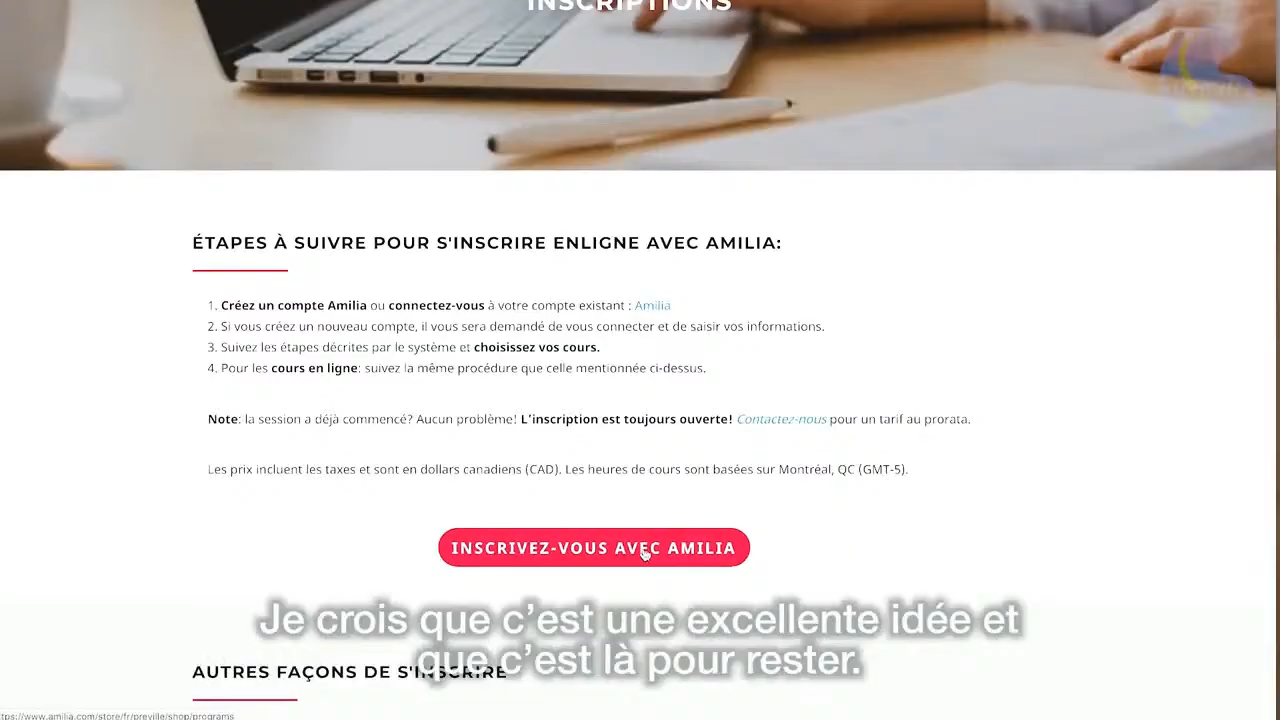 INSCRIPTIONS
ÉTAPES À SUIVRE POUR S'INSCRIRE ENLIGNE AVEC AMILIA:
1. Créez un compte Amilia ou connectez-vous à votre compte existant : Amilia
2. Si vous créez un nouveau compte, il vous sera demandé de vous connecter et de saisir vos informations.
3. Suivez les étapes décrites par le système et choisissez vos cours.
4. Pour les cours en ligne: suivez la même procédure que celle mentionnée ci-dessus.
Note: la session a déjà commencé? Aucun problème! L'inscription est toujours ouverte! Contactez-nous pour un tarif au prorata.
Les prix incluent les taxes et sont en dollars canadiens (CAD). Les heures de cours sont basées sur Montréal, QC (GMT-5).
INSCRIVEZ-VOUS AVEC AMILIA
Je crois que c'est une excellente idée et
que c'est là pour rester.
AUTRES FAÇONS DE S'INSCRIRE
ttps://www.amilia.com/store/fr/preville/shop/programs